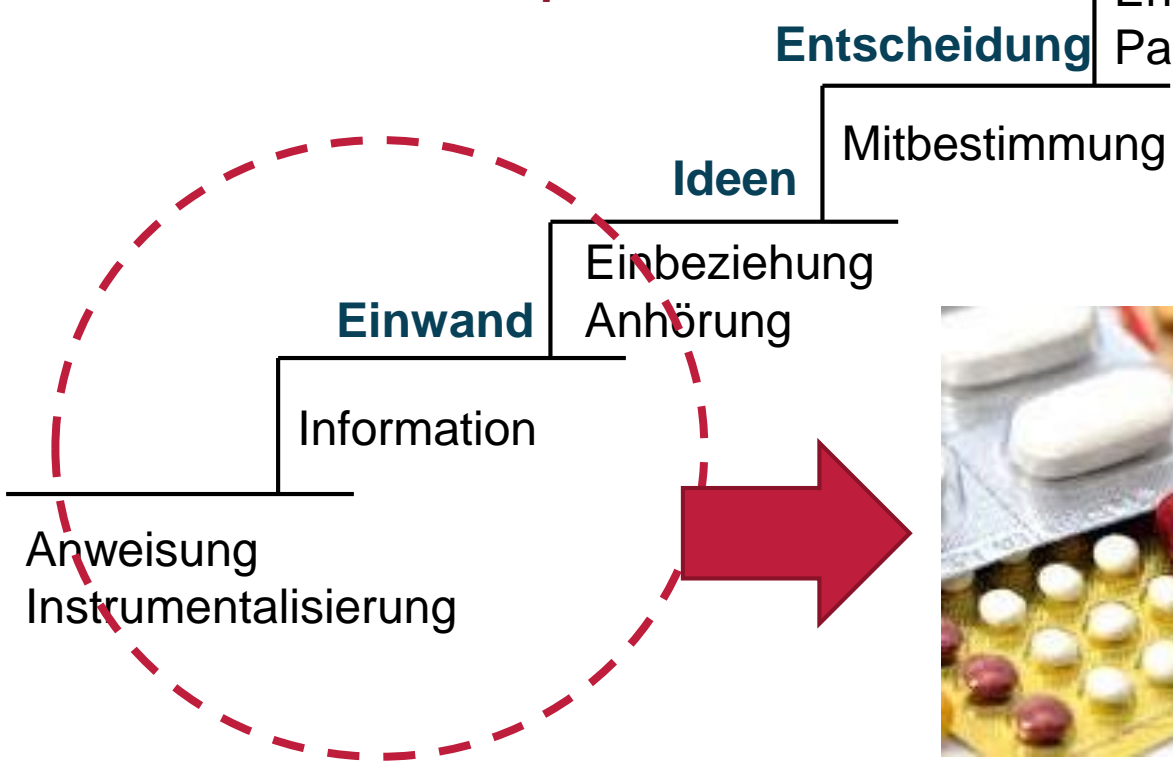 Entscheidung
Mitbestimmung
Ideen
Einbeziehung
Anhörung
Einwand
Information
Anweisung
Instrumentalisierung